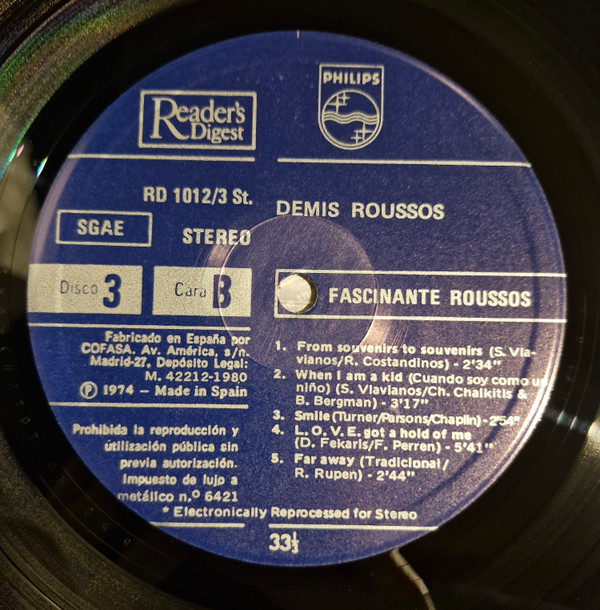 PHILIPS
Reader's
Digest
RD 1012/3 St.
SGAE
STEREO
Disco 3
Cara B
Fabricado en España por
COFASA. Av. América, s/n.
Madrid-27. Depósito Legal:
M. 42212-1980
Ⓟ 1974 — Made in Spain
Prohibida la reproducción y
utilización pública sin
previa autorización.
Impuesto de lujo a
metálico n.º 6421
DEMIS ROUSSOS
FASCINANTE ROUSSOS
1. From souvenirs to souvenirs (S. Vla-
vianos/R. Costandinos) - 2'34"
2. When I am a kid (Cuando soy como un
niño) (S. Vlavianos/Ch. Chalkitis &
B. Bergman) - 3'17"
3. Smile (Turner/Parsons/Chaplin) - 2'54"
4. L.O.V.E. got a hold of me
(D. Fekaris/F. Perren) - 5'41"
5. Far away (Tradicional/
R. Rupen) - 2'44"
* Electronically Reprocessed for Stereo
33⅓